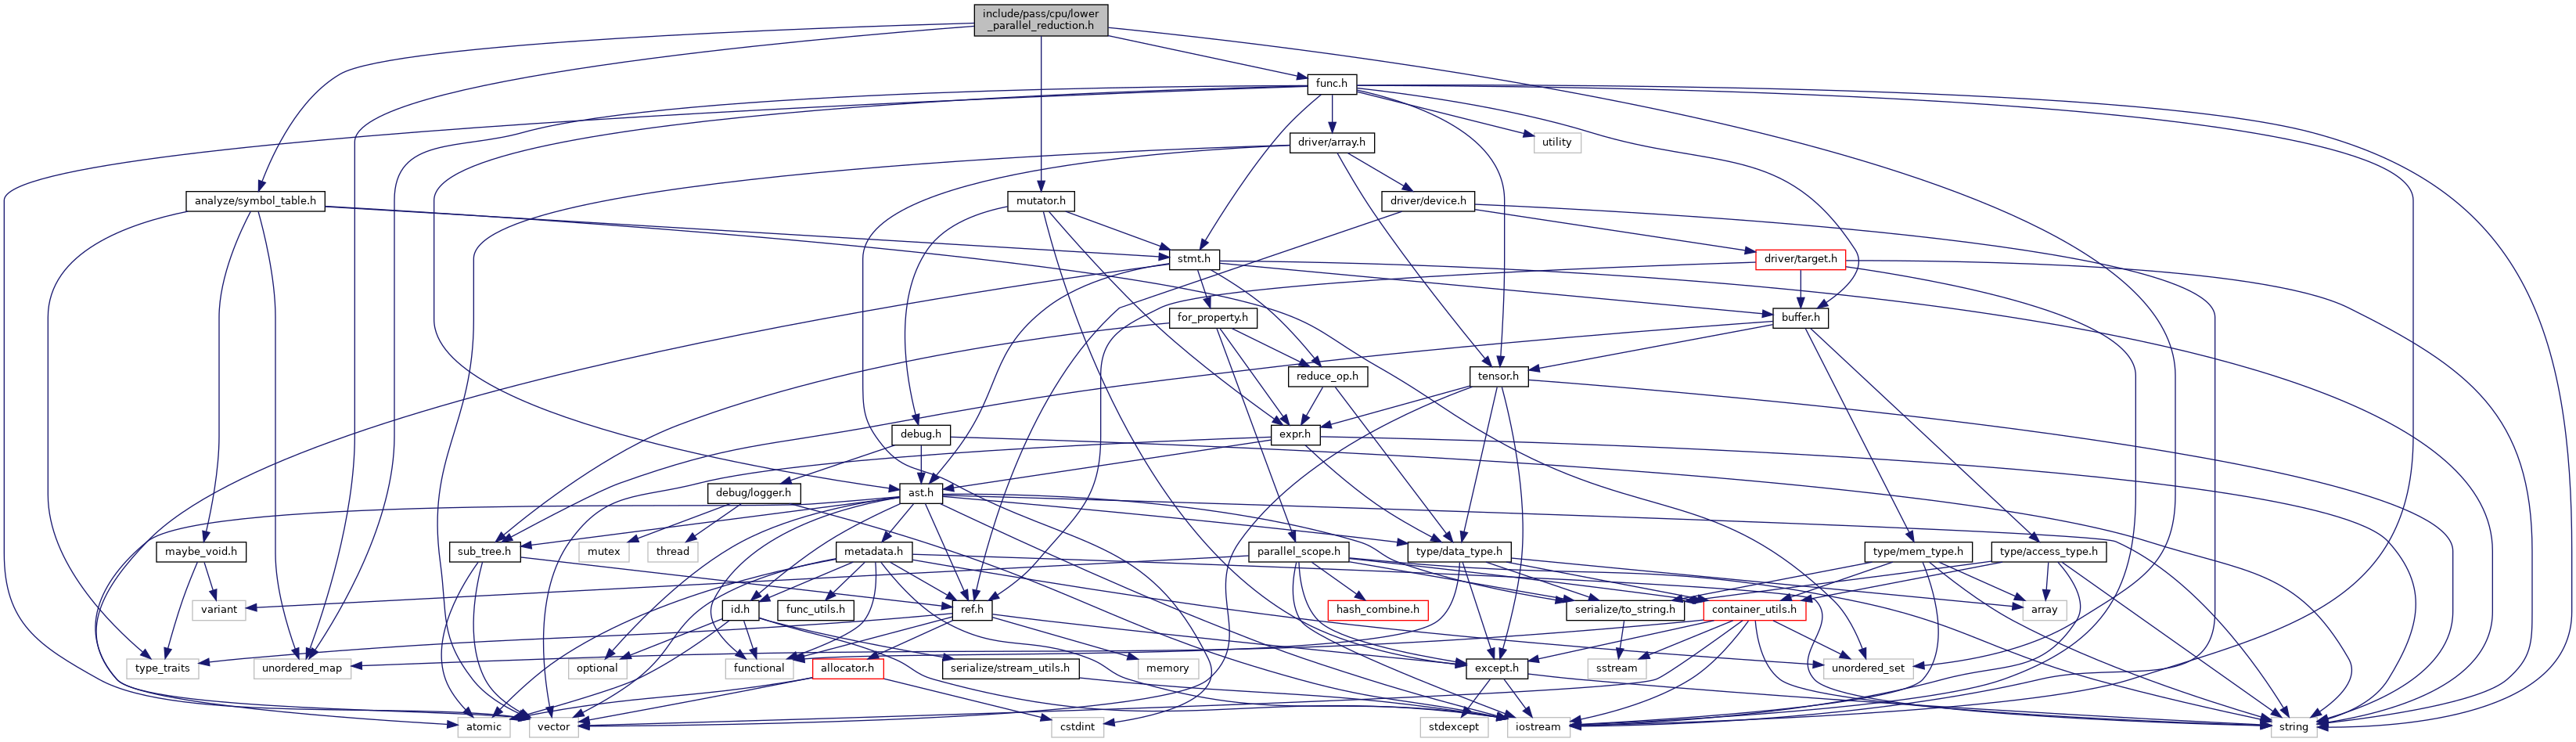 include/pass/cpu/lower
_parallel_reduction.h
func.h
driver/array.h
utility
analyze/symbol_table.h
mutator.h
driver/device.h
stmt.h
driver/target.h
for_property.h
buffer.h
reduce_op.h
tensor.h
debug.h
expr.h
debug/logger.h
ast.h
maybe_void.h
sub_tree.h
mutex
thread
metadata.h
parallel_scope.h
type/data_type.h
type/mem_type.h
type/access_type.h
variant
id.h
func_utils.h
ref.h
hash_combine.h
serialize/to_string.h
container_utils.h
array
type_traits
unordered_map
optional
functional
allocator.h
serialize/stream_utils.h
memory
except.h
sstream
unordered_set
atomic
vector
cstdint
stdexcept
iostream
string